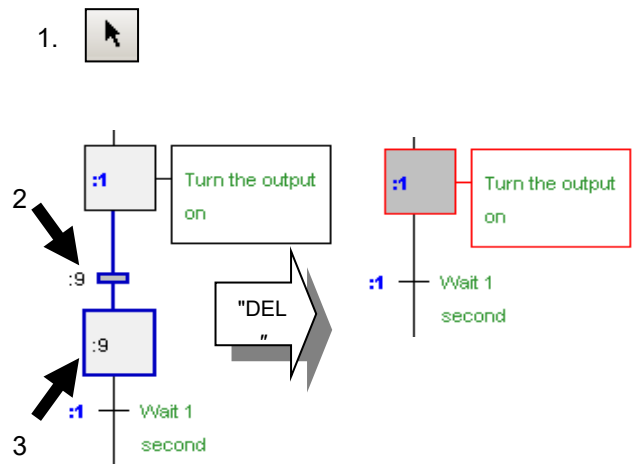 1.
:1
Turn the output
on
2
:9
:9
3
:1
Wait 1
second
"DEL
"
:1
Turn the output
on
:1
Wait 1
second